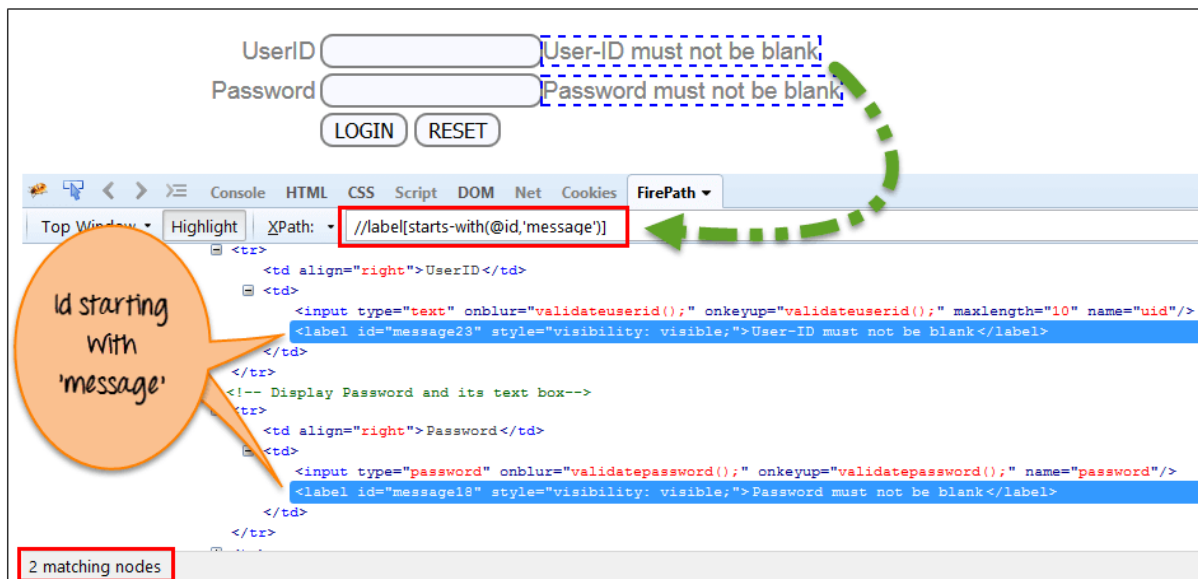 UserID User-ID must not be blank
Password Password must not be blank
LOGIN RESET
Console HTML CSS Script DOM Net Cookies FirePath
Top Window Highlight XPath: //label[starts-with(@id,'message')]
<tr>
<td align="right">UserID</td>
<td>
<input type="text" onblur="validateuserid();" onkeyup="validateuserid();" maxlength="10" name="uid"/>
<label id="message23" style="visibility: visible;">User-ID must not be blank</label>
</td>
</tr>
<!-- Display Password and its text box-->
<tr>
<td align="right">Password</td>
<td>
<input type="password" onblur="validatepassword();" onkeyup="validatepassword();" name="password"/>
<label id="message18" style="visibility: visible;">Password must not be blank</label>
</td>
</tr>
Id starting
with
'message'
2 matching nodes